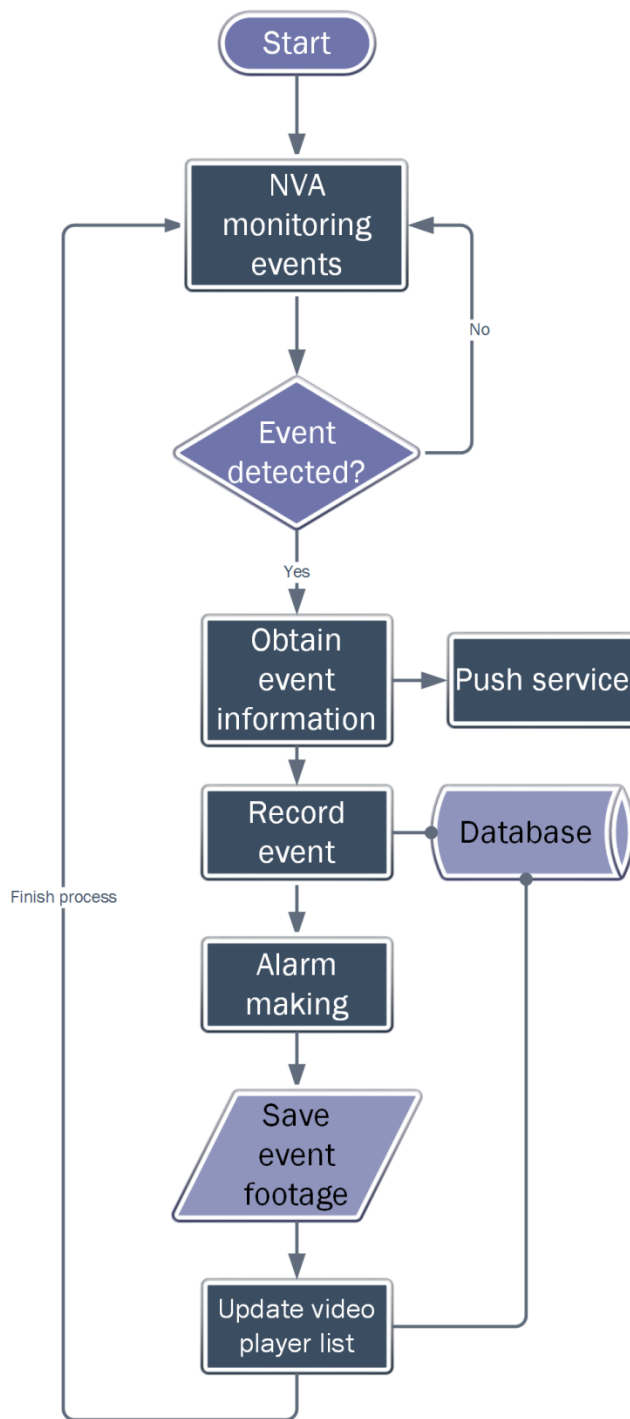 Start
NVA
monitoring
events
No
Event
detected?
Yes
Obtain
event
information
Push service
Record
event
Database
Finish process
Alarm
making
Save
event
footage
Update video
player list